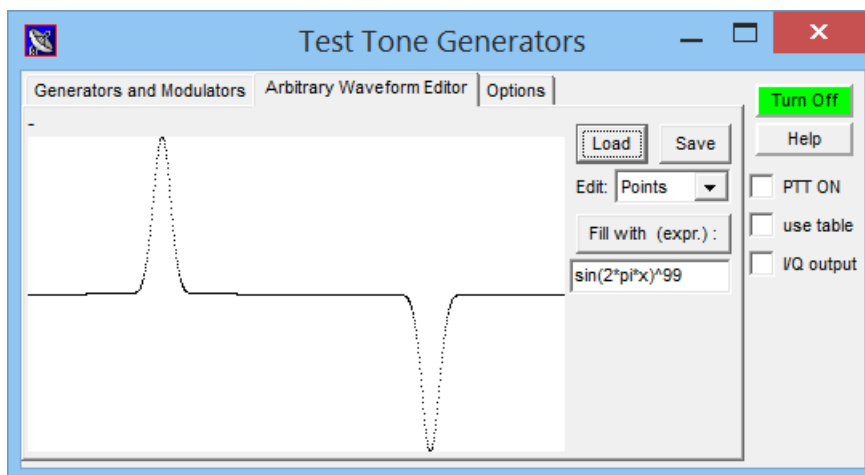 Test Tone Generators
Generators and Modulators
Arbitrary Waveform Editor
Options
Turn Off
-
Load
Save
Help
Edit:
Points
PTT ON
Fill with (expr.) :
use table
sin(2*pi*x)^99
I/Q output